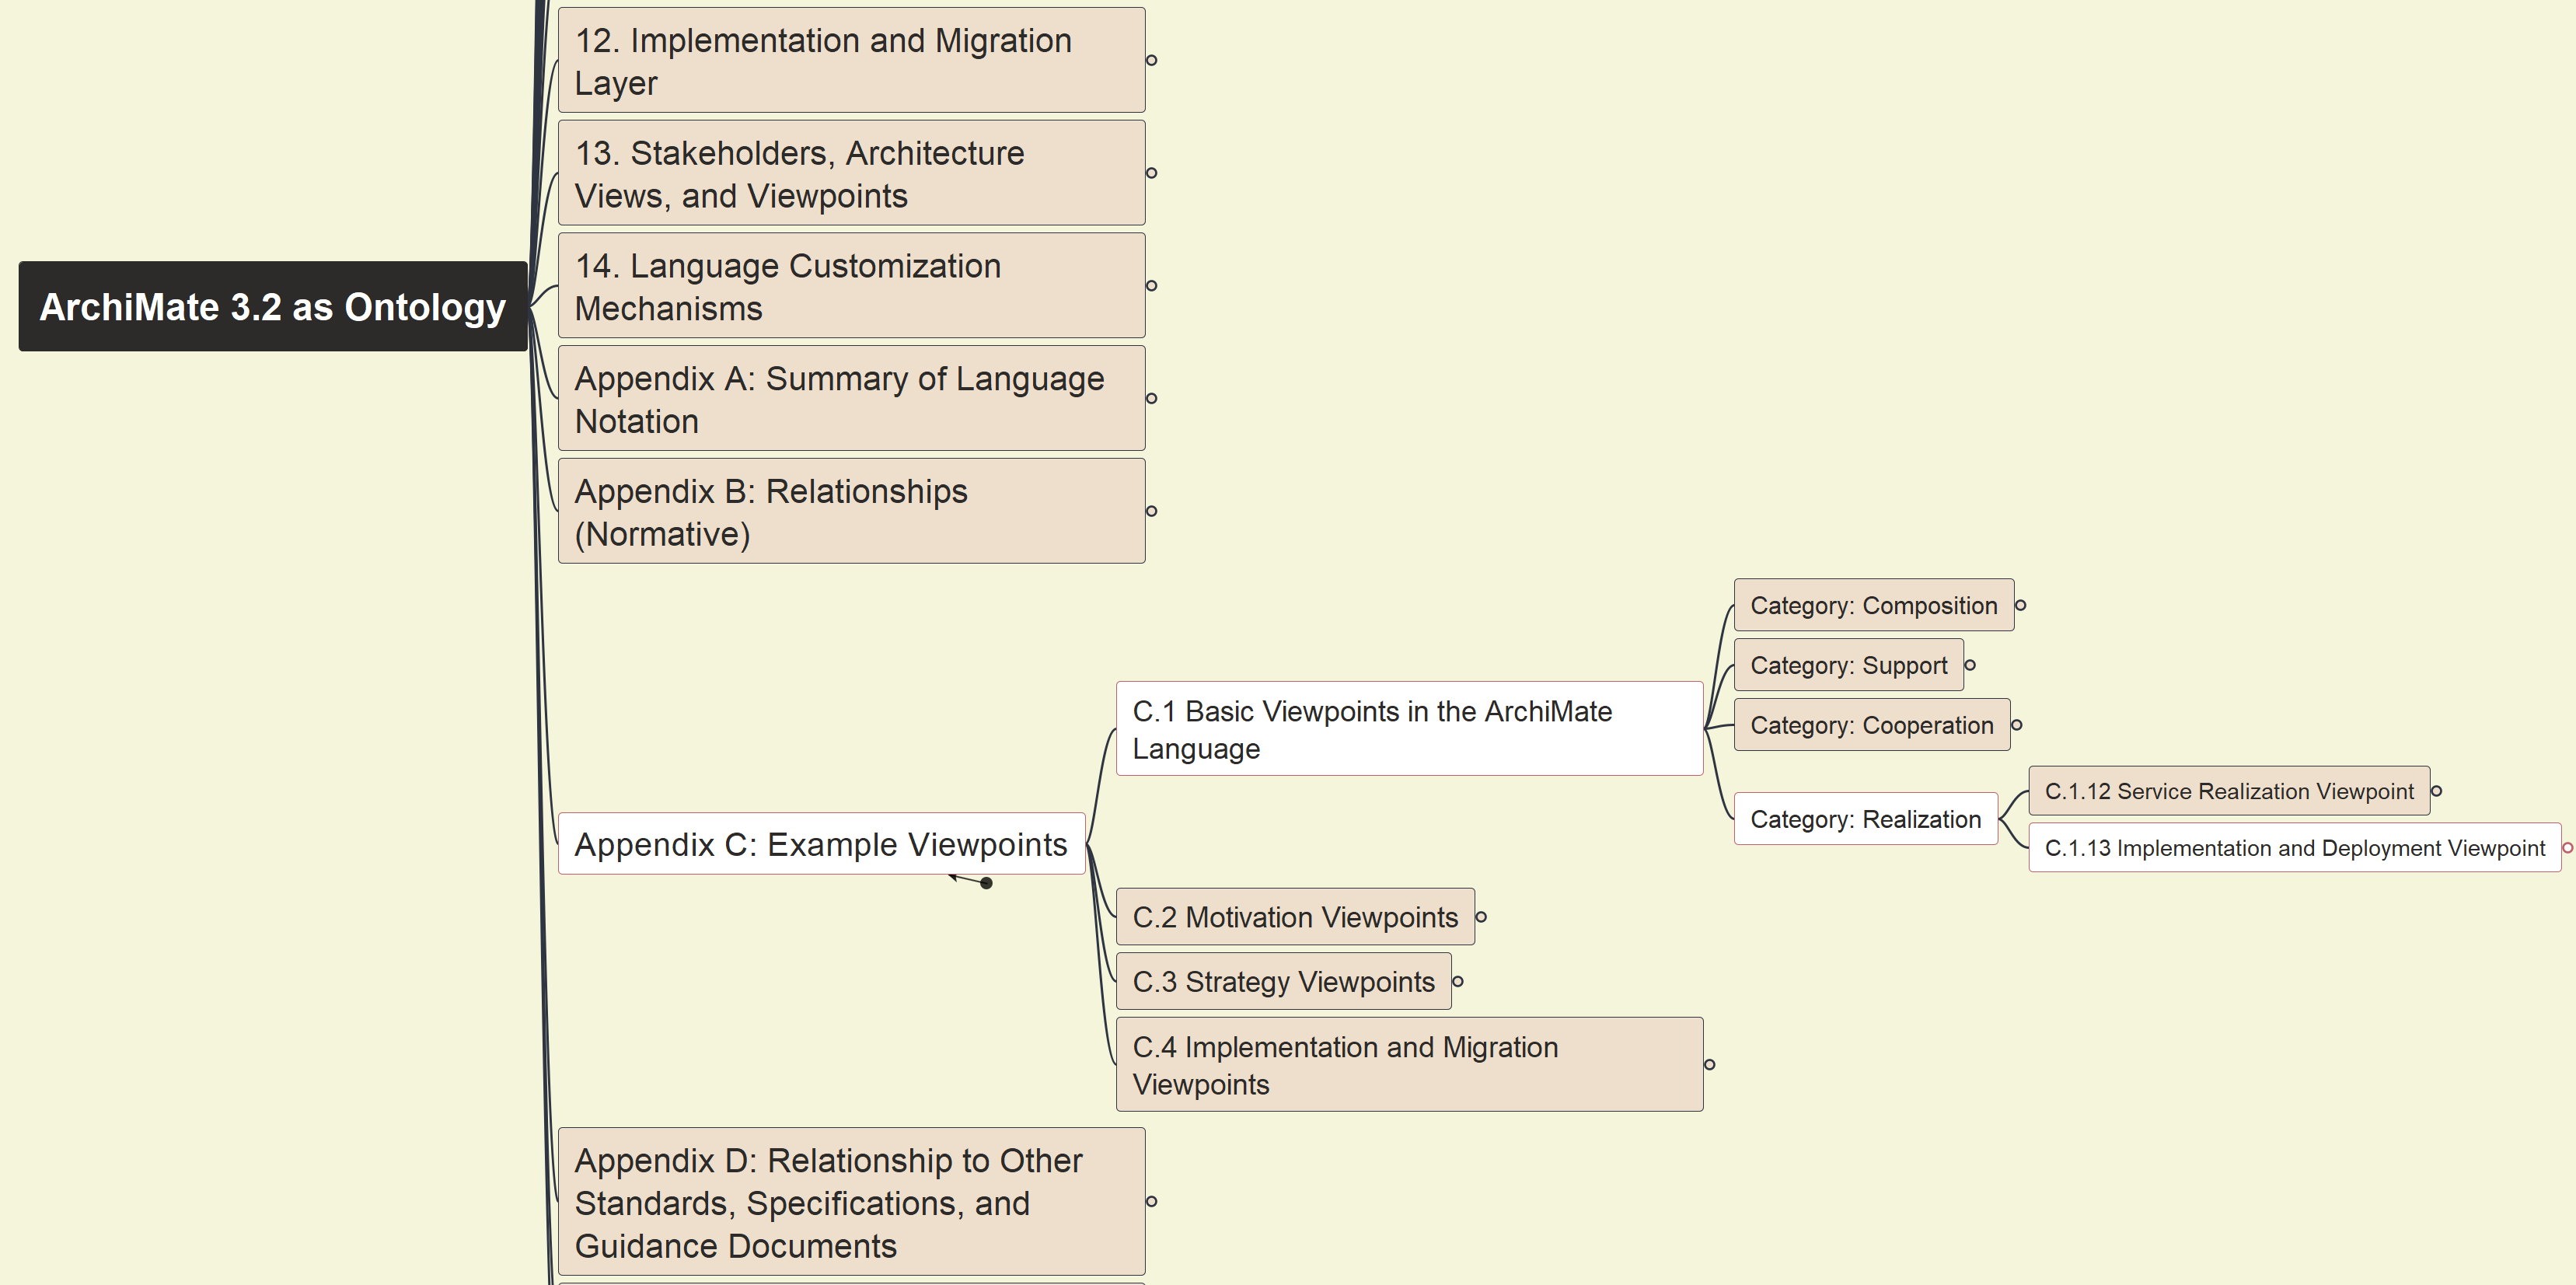 12. Implementation and Migration
Layer
13. Stakeholders, Architecture
Views, and Viewpoints
ArchiMate 3.2 as Ontology
14. Language Customization
Mechanisms
Appendix A: Summary of Language
Notation
Appendix B: Relationships
(Normative)
Appendix C: Example Viewpoints
C.1 Basic Viewpoints in the ArchiMate
Language
Category: Composition
Category: Support
Category: Cooperation
Category: Realization
C.1.12 Service Realization Viewpoint
C.1.13 Implementation and Deployment Viewpoint
C.2 Motivation Viewpoints
C.3 Strategy Viewpoints
C.4 Implementation and Migration
Viewpoints
Appendix D: Relationship to Other
Standards, Specifications, and
Guidance Documents